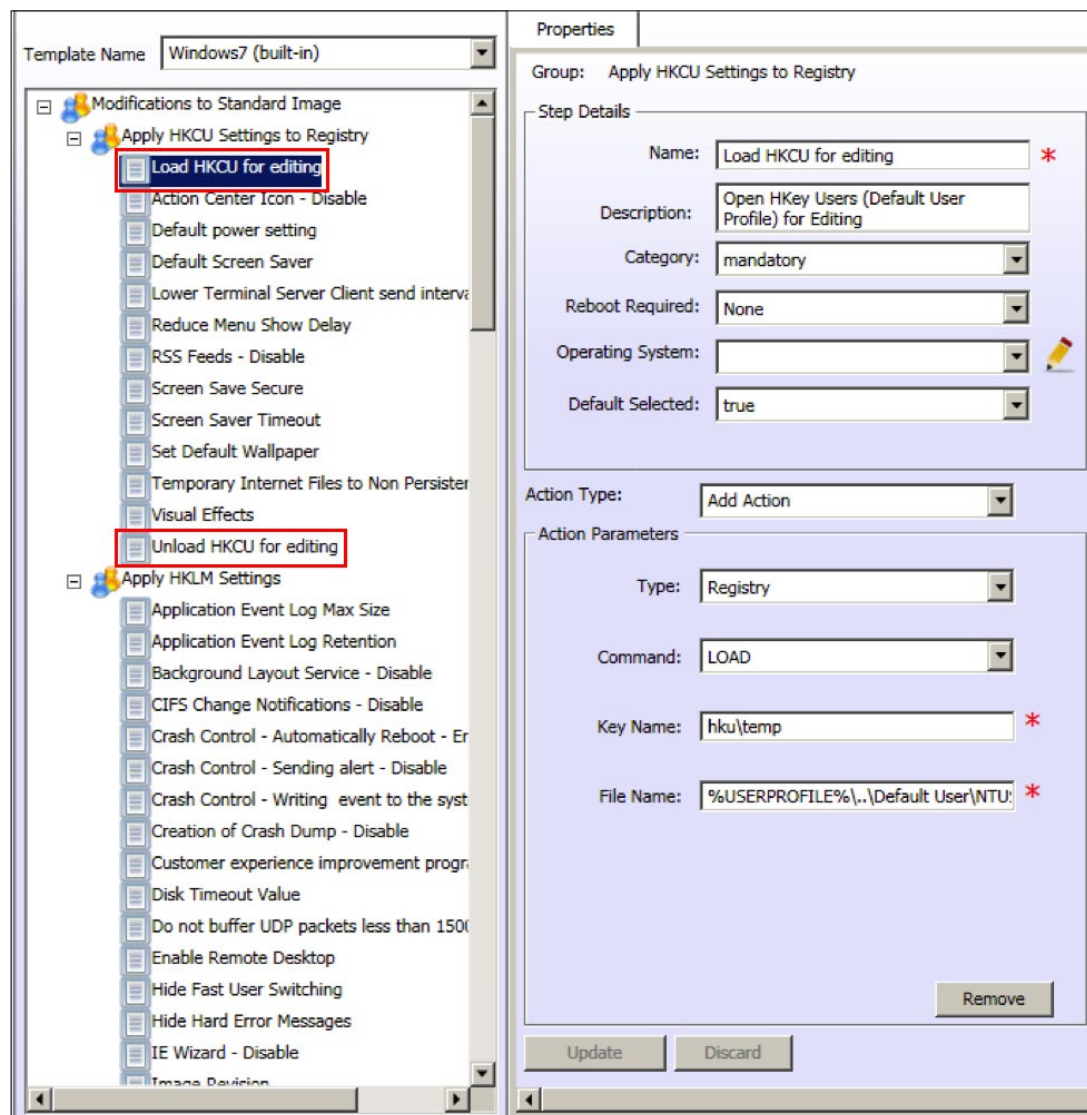 Template Name Windows7 (built-in)
Modifications to Standard Image
Apply HKCU Settings to Registry
Load HKCU for editing
Action Center Icon - Disable
Default power setting
Default Screen Saver
Lower Terminal Server Client send interva
Reduce Menu Show Delay
RSS Feeds - Disable
Screen Save Secure
Screen Saver Timeout
Set Default Wallpaper
Temporary Internet Files to Non Persister
Visual Effects
Unload HKCU for editing
Apply HKLM Settings
Application Event Log Max Size
Application Event Log Retention
Background Layout Service - Disable
CIFS Change Notifications - Disable
Crash Control - Automatically Reboot - Er
Crash Control - Sending alert - Disable
Crash Control - Writing event to the syst
Creation of Crash Dump - Disable
Customer experience improvement progra
Disk Timeout Value
Do not buffer UDP packets less than 1500
Enable Remote Desktop
Hide Fast User Switching
Hide Hard Error Messages
IE Wizard - Disable
Image Revision
Properties
Group: Apply HKCU Settings to Registry
Step Details
Name: Load HKCU for editing *
Description: Open HKey Users (Default User
Profile) for Editing
Category: mandatory
Reboot Required: None
Operating System:
Default Selected: true
Action Type: Add Action
Action Parameters
Type: Registry
Command: LOAD
Key Name: hku\temp *
File Name: %USERPROFILE%\..\Default User\NTU: *
Remove
Update Discard